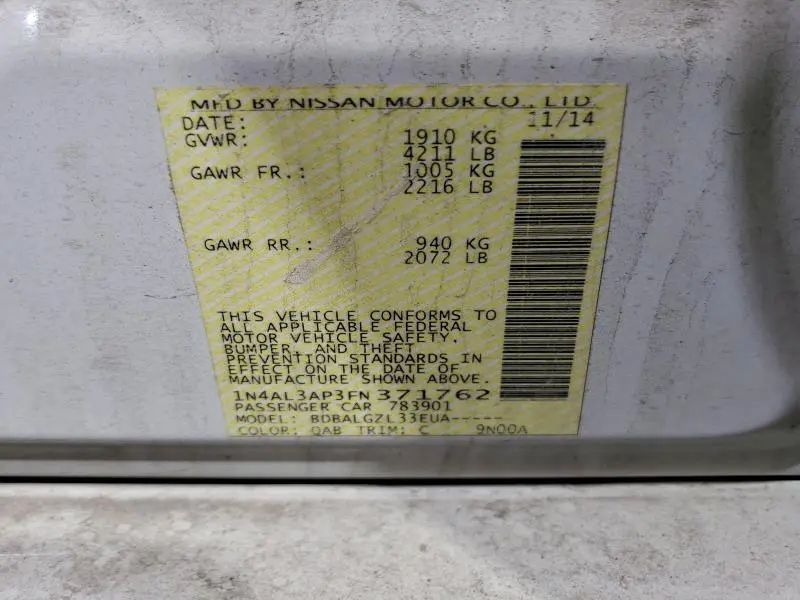 MFD BY NISSAN MOTOR CO., LTD.
DATE: 11/14
GVWR: 1910 KG
4211 LB
GAWR FR.: 1005 KG
2216 LB
GAWR RR.: 940 KG
2072 LB
THIS VEHICLE CONFORMS TO
ALL APPLICABLE FEDERAL
MOTOR VEHICLE SAFETY,
BUMPER, AND THEFT
PREVENTION STANDARDS IN
EFFECT ON THE DATE OF
MANUFACTURE SHOWN ABOVE.
1N4AL3AP3FN371762
PASSENGER CAR 783901
MODEL: BDBALGZL33EUA-----
COLOR: QAB TRIM: C 9N00A